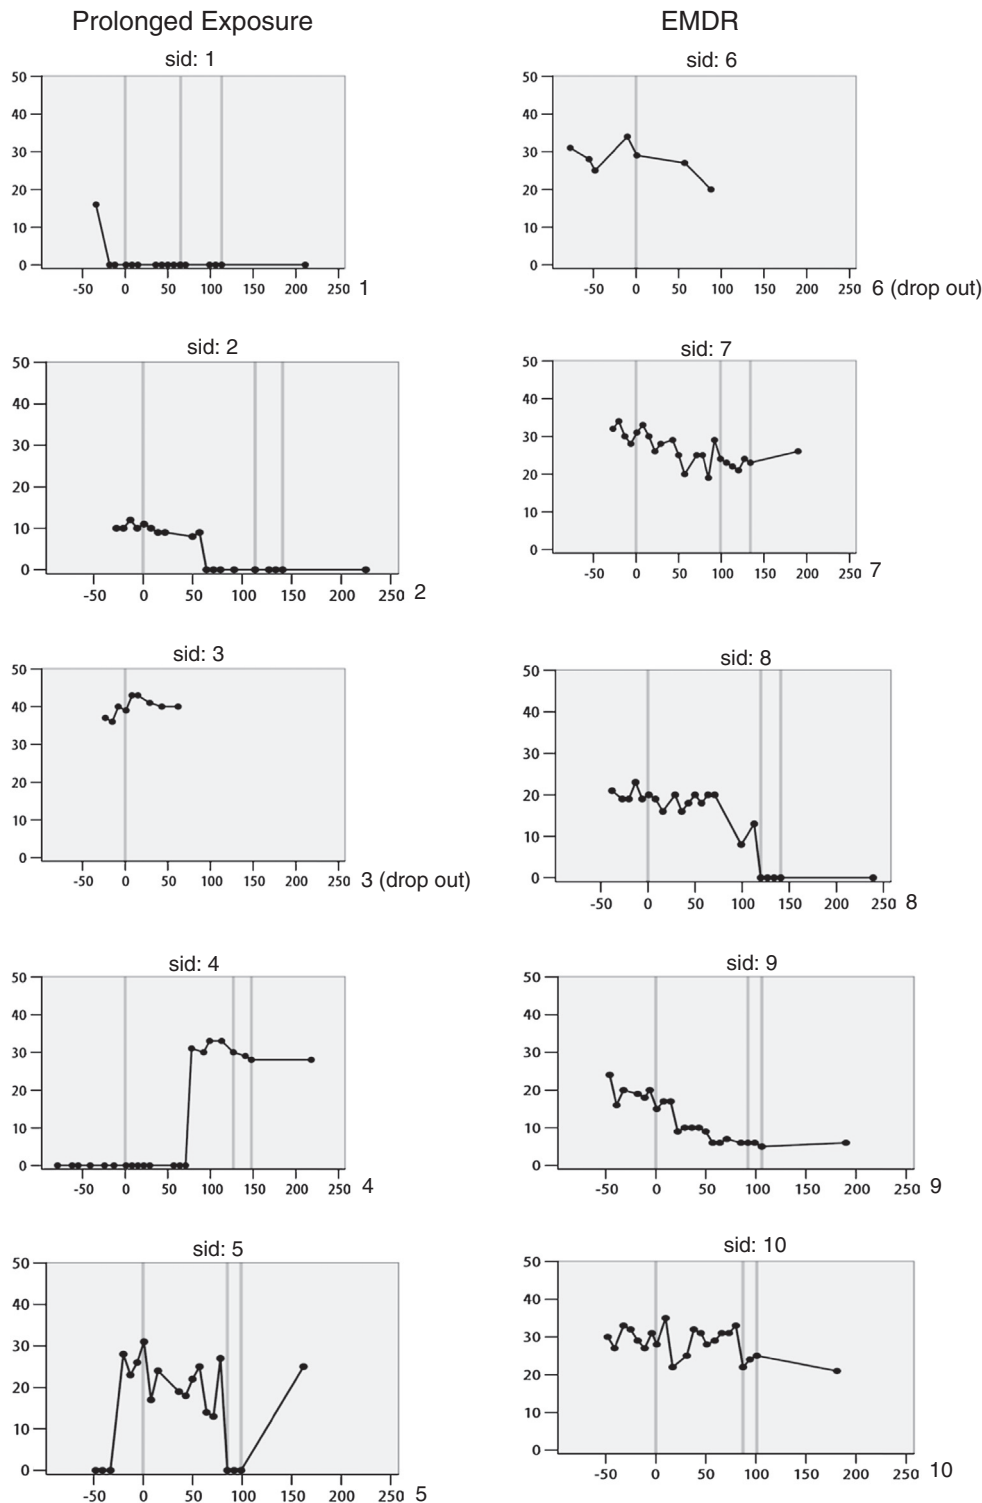 Prolonged Exposure
EMDR
sid: 1
50
40
30
20
10
0
-50 0 50 100 150 200 250 1
sid: 6
50
40
30
20
10
0
-50 0 50 100 150 200 250 6 (drop out)
sid: 2
50
40
30
20
10
0
-50 0 50 100 150 200 250 2
sid: 7
50
40
30
20
10
0
-50 0 50 100 150 200 250 7
sid: 3
50
40
30
20
10
0
-50 0 50 100 150 200 250 3 (drop out)
sid: 8
50
40
30
20
10
0
-50 0 50 100 150 200 250 8
sid: 4
50
40
30
20
10
0
-50 0 50 100 150 200 250 4
sid: 9
50
40
30
20
10
0
-50 0 50 100 150 200 250 9
sid: 5
50
40
30
20
10
0
-50 0 50 100 150 200 250 5
sid: 10
50
40
30
20
10
0
-50 0 50 100 150 200 250 10